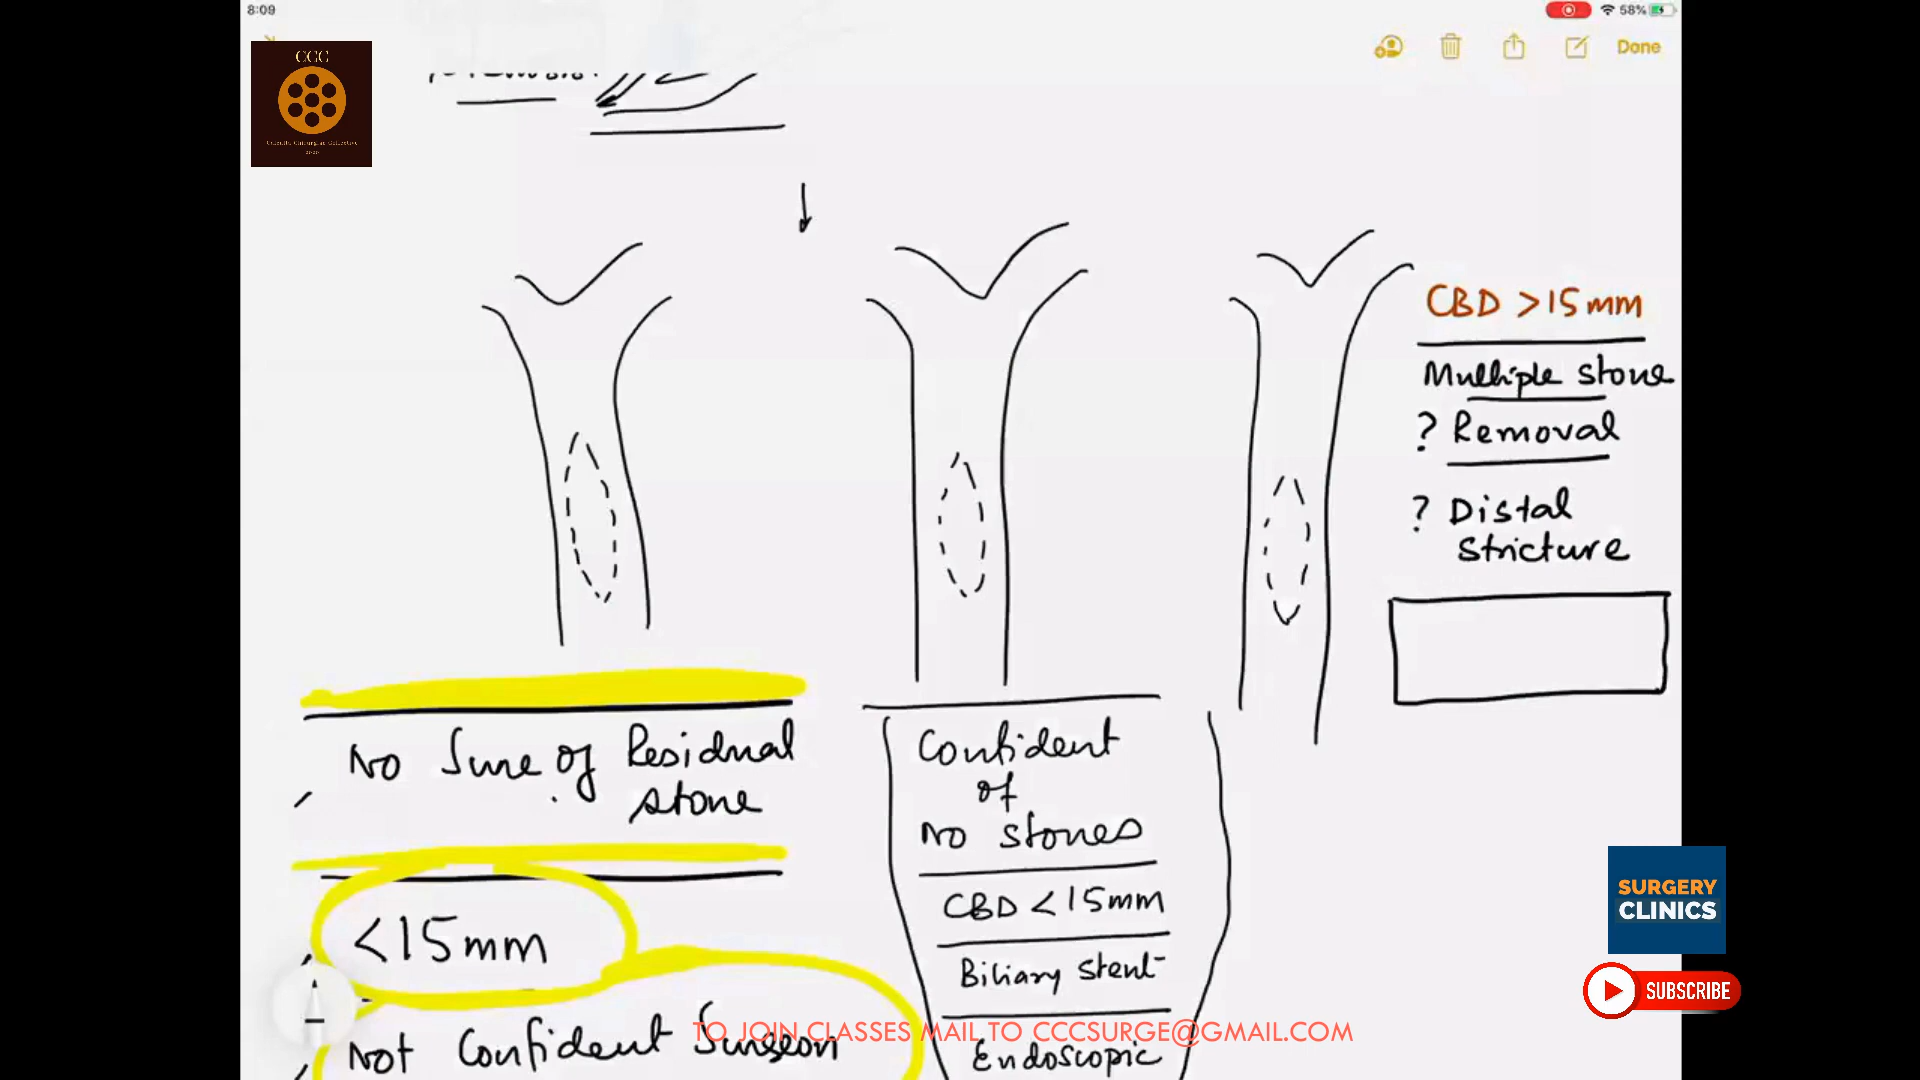 8:09
58%
Done
CCC
2020
CBD >15mm
Multiple stone
? Removal
? Distal
stricture
No Sure of Residual
stone
<15mm
Not Confident Surgeon
Confident
of
No stones
CBD <15mm
Biliary stent
Endoscopic
SURGERY
CLINICS
SUBSCRIBE
TO JOIN CLASSES MAIL TO CCCSURGE@GMAIL.COM